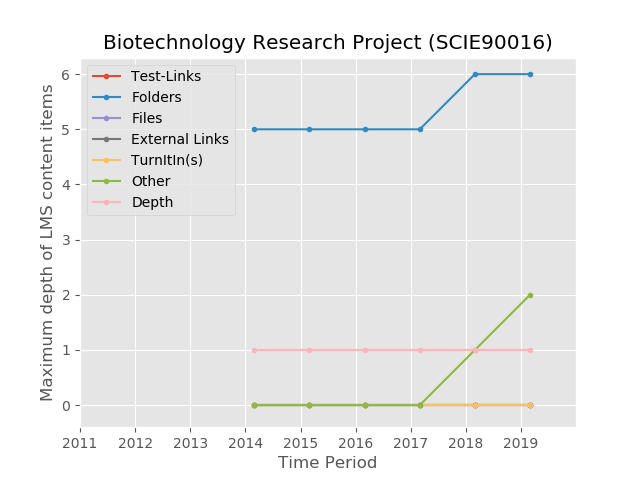 Biotechnology Research Project (SCIE90016)
Maximum depth of LMS content items
6
5
4
3
2
1
0
Test-Links
Folders
Files
External Links
TurnItIn(s)
Other
Depth
2011 2012 2013 2014 2015 2016 2017 2018 2019
Time Period